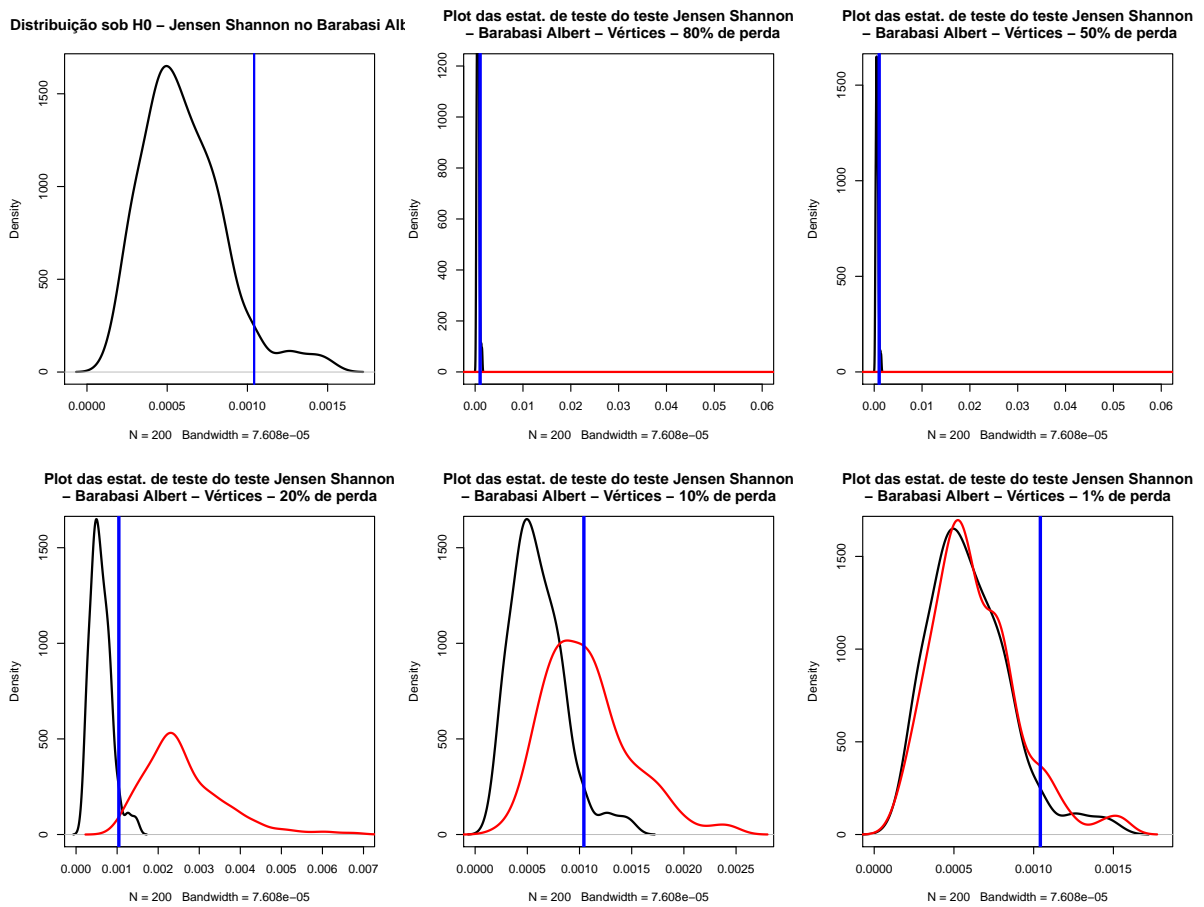 Distribuição sob H0 − Jensen Shannon no Barabasi Alb
Density
0 500 1000 1500
0.0000 0.0005 0.0010 0.0015
N = 200 Bandwidth = 7.608e−05
Plot das estat. de teste do teste Jensen Shannon
− Barabasi Albert − Vértices − 80% de perda
Density
0 200 400 600 800 1000 1200
0.00 0.01 0.02 0.03 0.04 0.05 0.06
N = 200 Bandwidth = 7.608e−05
Plot das estat. de teste do teste Jensen Shannon
− Barabasi Albert − Vértices − 50% de perda
Density
0 500 1000 1500
0.00 0.01 0.02 0.03 0.04 0.05 0.06
N = 200 Bandwidth = 7.608e−05
Plot das estat. de teste do teste Jensen Shannon
− Barabasi Albert − Vértices − 20% de perda
Density
0 500 1000 1500
0.000 0.001 0.002 0.003 0.004 0.005 0.006 0.007
N = 200 Bandwidth = 7.608e−05
Plot das estat. de teste do teste Jensen Shannon
− Barabasi Albert − Vértices − 10% de perda
Density
0 500 1000 1500
0.0000 0.0005 0.0010 0.0015 0.0020 0.0025
N = 200 Bandwidth = 7.608e−05
Plot das estat. de teste do teste Jensen Shannon
− Barabasi Albert − Vértices − 1% de perda
Density
0 500 1000 1500
0.0000 0.0005 0.0010 0.0015
N = 200 Bandwidth = 7.608e−05